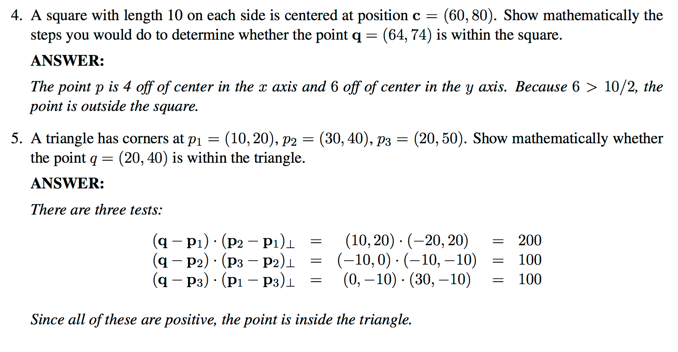 4. A square with length 10 on each side is centered at position c = (60, 80). Show mathematically the
steps you would do to determine whether the point q = (64, 74) is within the square.
ANSWER:
The point p is 4 off of center in the x axis and 6 off of center in the y axis. Because 6 > 10/2, the
point is outside the square.
5. A triangle has corners at p₁ = (10, 20), p₂ = (30, 40), p₃ = (20, 50). Show mathematically whether
the point q = (20, 40) is within the triangle.
ANSWER:
There are three tests:
(q − p₁) · (p₂ − p₁)⊥ = (10, 20) · (−20, 20) = 200
(q − p₂) · (p₃ − p₂)⊥ = (−10, 0) · (−10, −10) = 100
(q − p₃) · (p₁ − p₃)⊥ = (0, −10) · (30, −10) = 100
Since all of these are positive, the point is inside the triangle.